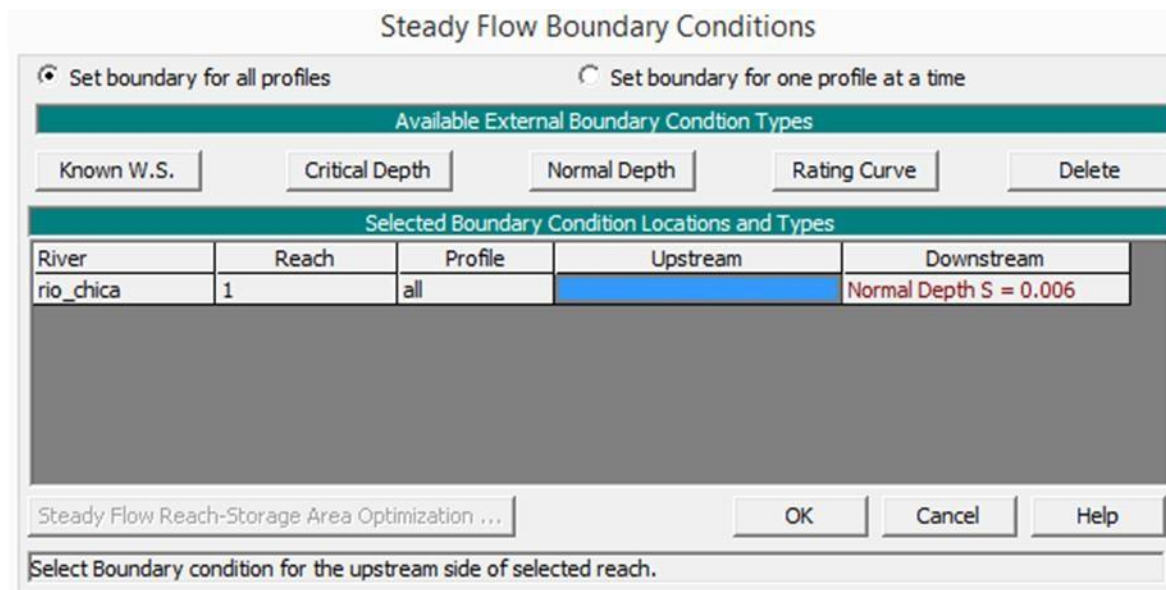 Steady Flow Boundary Conditions
Set boundary for all profiles Set boundary for one profile at a time
Available External Boundary Condtion Types
Known W.S. Critical Depth Normal Depth Rating Curve Delete
Selected Boundary Condition Locations and Types
River Reach Profile Upstream Downstream
rio_chica 1 all Normal Depth S = 0.006
Steady Flow Reach-Storage Area Optimization ... OK Cancel Help
Select Boundary condition for the upstream side of selected reach.